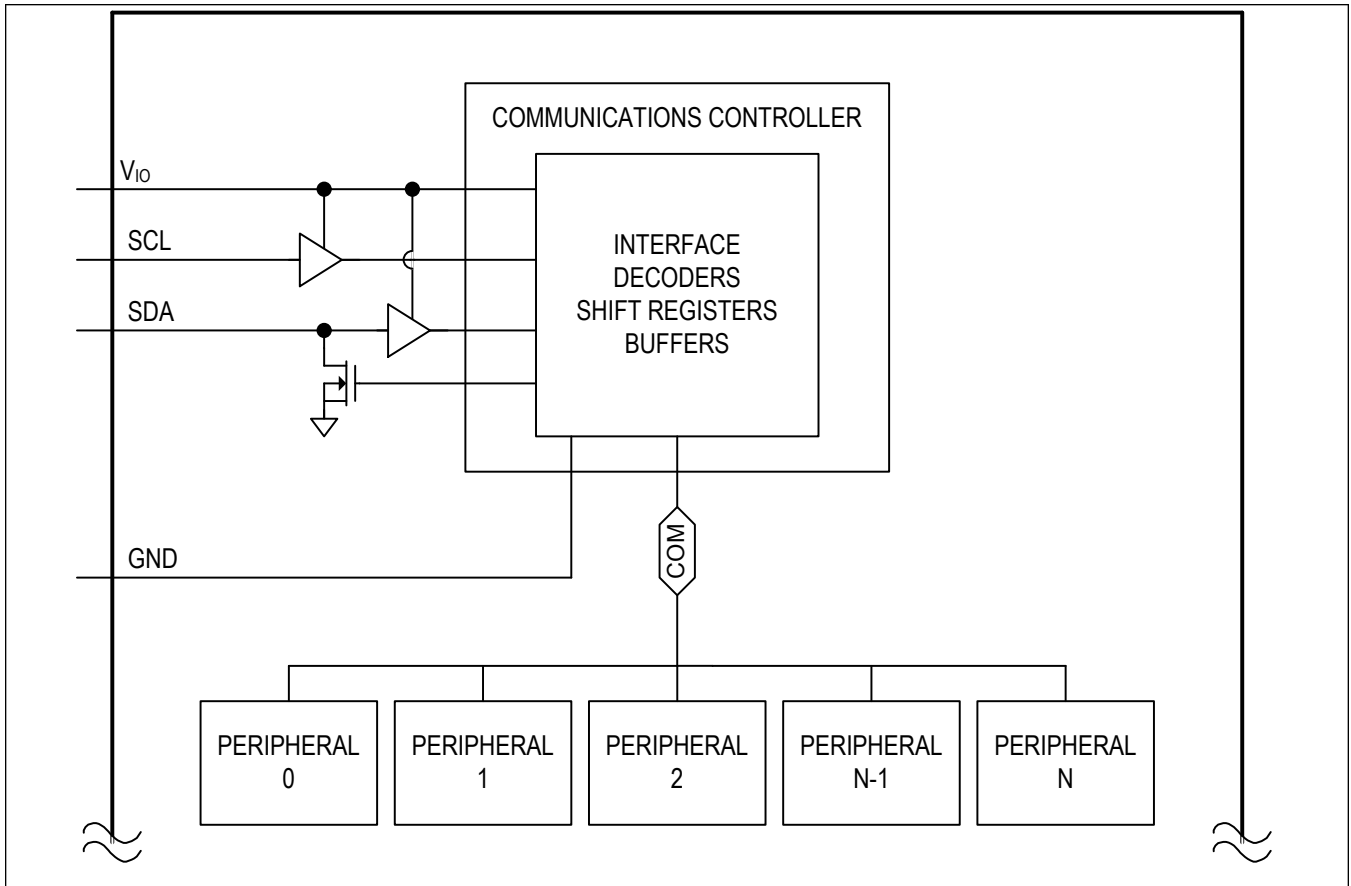 COMMUNICATIONS CONTROLLER
VIO
SCL
SDA
INTERFACE
DECODERS
SHIFT REGISTERS
BUFFERS
GND
COM
PERIPHERAL
0
PERIPHERAL
1
PERIPHERAL
2
PERIPHERAL
N-1
PERIPHERAL
N